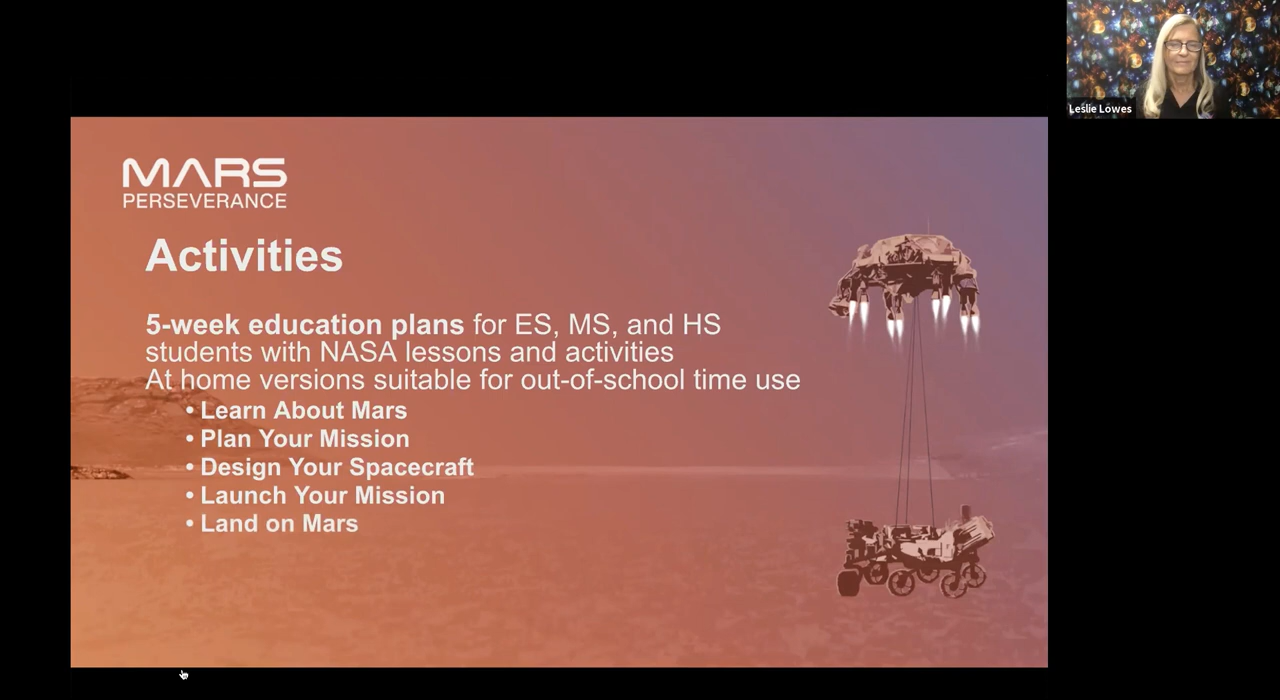 Leslie Lowes
MARS
PERSEVERANCE
Activities
5-week education plans for ES, MS, and HS
students with NASA lessons and activities
At home versions suitable for out-of-school time use
• Learn About Mars
• Plan Your Mission
• Design Your Spacecraft
• Launch Your Mission
• Land on Mars